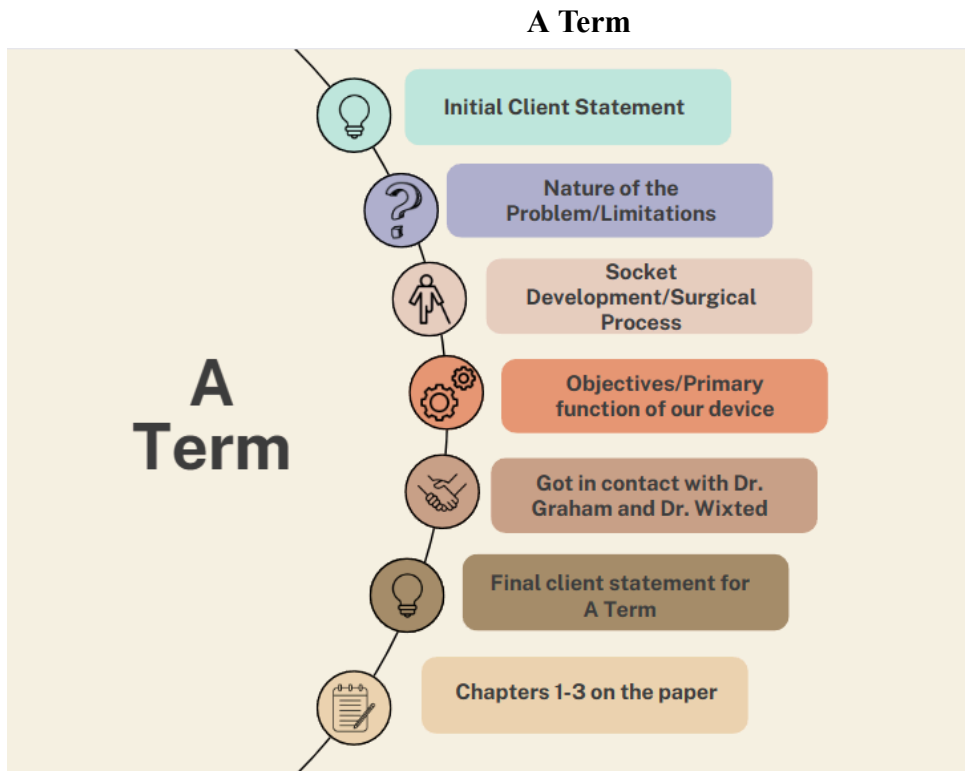 A Term
Initial Client Statement
Nature of the
Problem/Limitations
Socket
Development/Surgical
Process
A
Term
Objectives/Primary
function of our device
Got in contact with Dr.
Graham and Dr. Wixted
Final client statement for
A Term
Chapters 1-3 on the paper